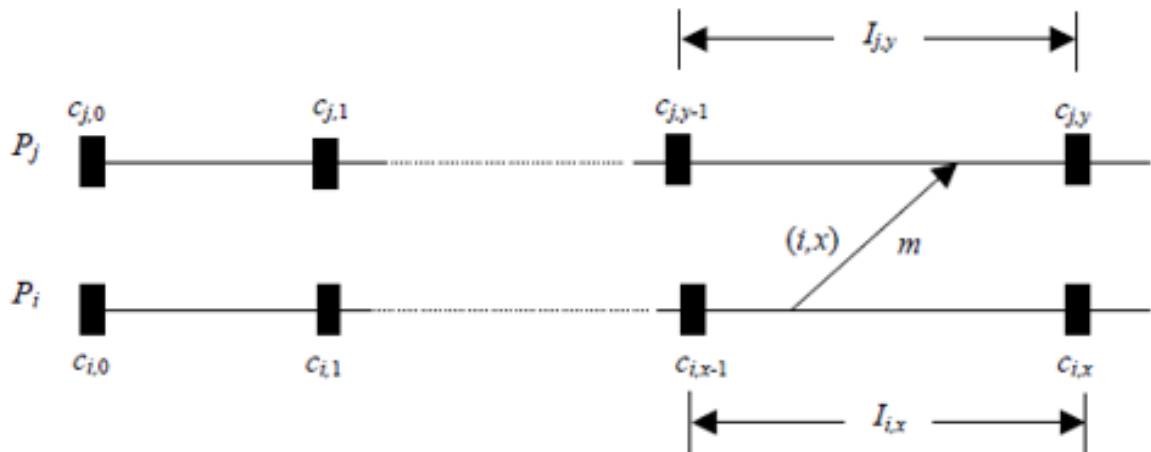 I_{j,y}
c_{j,0} c_{j,1} c_{j,y-1} c_{j,y}
P_j
(i,x) m
P_i
c_{i,0} c_{i,1} c_{i,x-1} c_{i,x}
I_{i,x}